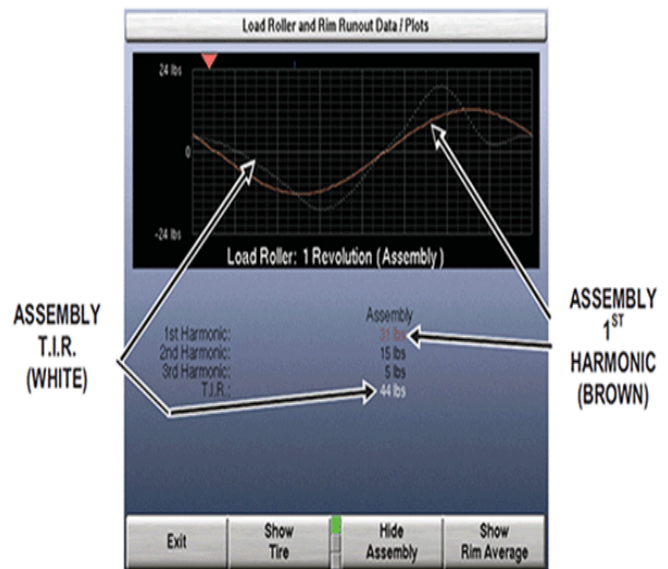 Load Roller and Rim Runout Data / Plots
24 lbs
0
-24 lbs
Load Roller: 1 Revolution (Assembly)
ASSEMBLY
T.I.R.
(WHITE)
ASSEMBLY
1ST
HARMONIC
(BROWN)
Assembly
1st Harmonic: 31 lbs
2nd Harmonic: 15 lbs
3rd Harmonic: 5 lbs
T.I.R.: 44 lbs
Exit
Show
Tire
Hide
Assembly
Show
Rim Average